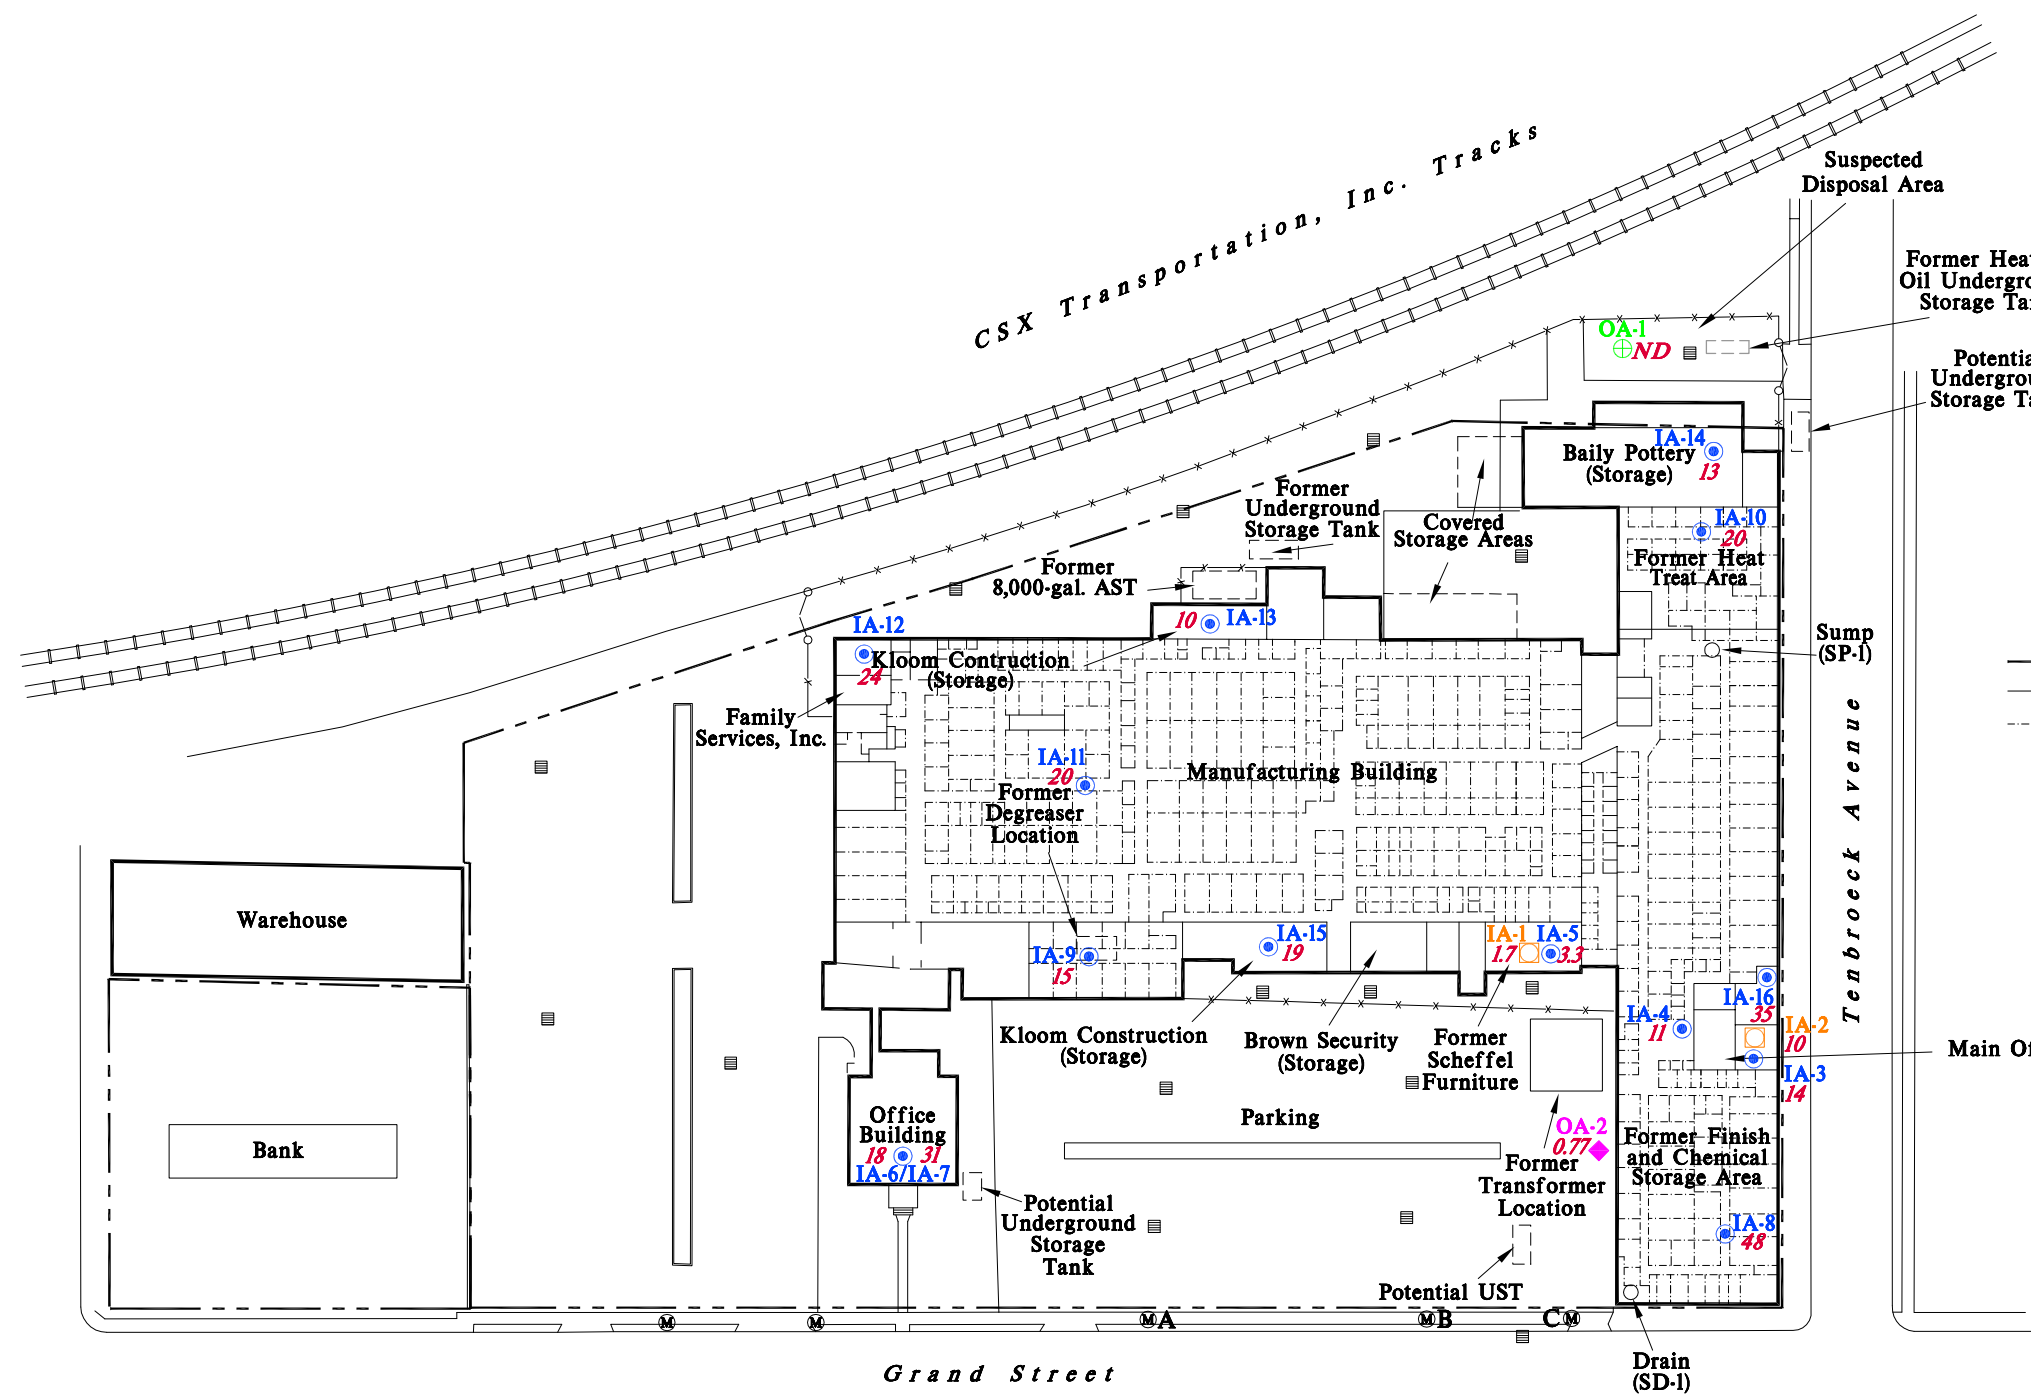 CSX Transportation, Inc. Tracks
Suspected
Disposal Area
Former
Oil
Storage
OA-1
ND
Underground
Storage
IA-14
Baily Pottery
(Storage)
13
Former
Underground
Storage Tank
Covered
Storage Areas
IA-10
20
Former Heat
Treat Area
Former
8,000-gal. AST
10
IA-13
IA-12
24
Kloom Contruction
(Storage)
Sump
(SP-1)
Family
Services, Inc.
IA-11
20
Manufacturing Building
Former
Degreaser
Location
Tenbroeck Avenue
Warehouse
IA-9
15
IA-15
19
IA-1
1.7
IA-5
3.3
IA-16
35
IA-4
11
IA-2
10
Main
IA-3
14
Kloom Construction
(Storage)
Brown Security
(Storage)
Former
Scheffel
Furniture
Parking
Office
Building
18
31
IA-6/IA-7
OA-2
0.77
Former
Transformer
Location
Former Finish
and Chemical
Storage Area
Bank
Potential
Underground
Storage
Tank
IA-8
48
Potential UST
M
M
M A
M B
C M
Drain
(SD-1)
Grand Street